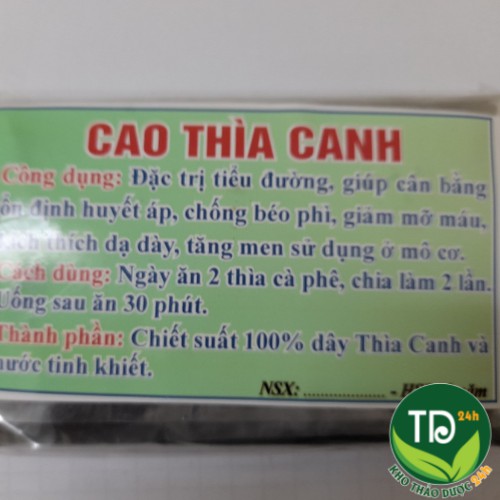 CAO THÌA CANH
Công dụng: Đặc trị tiểu đường, giúp cân bằng
ổn định huyết áp, chống béo phì, giảm mỡ máu,
thích dạ dày, tăng men sử dụng ở mô cơ.
Cách dùng: Ngày ăn 2 thìa cà phê, chia làm 2 lần.
Uống sau ăn 30 phút.
Thành phần: Chiết suất 100% dây Thìa Canh và
nước tinh khiết.
NSX: ..................... -
TD 24h
KHO THẢO DƯỢC 24h